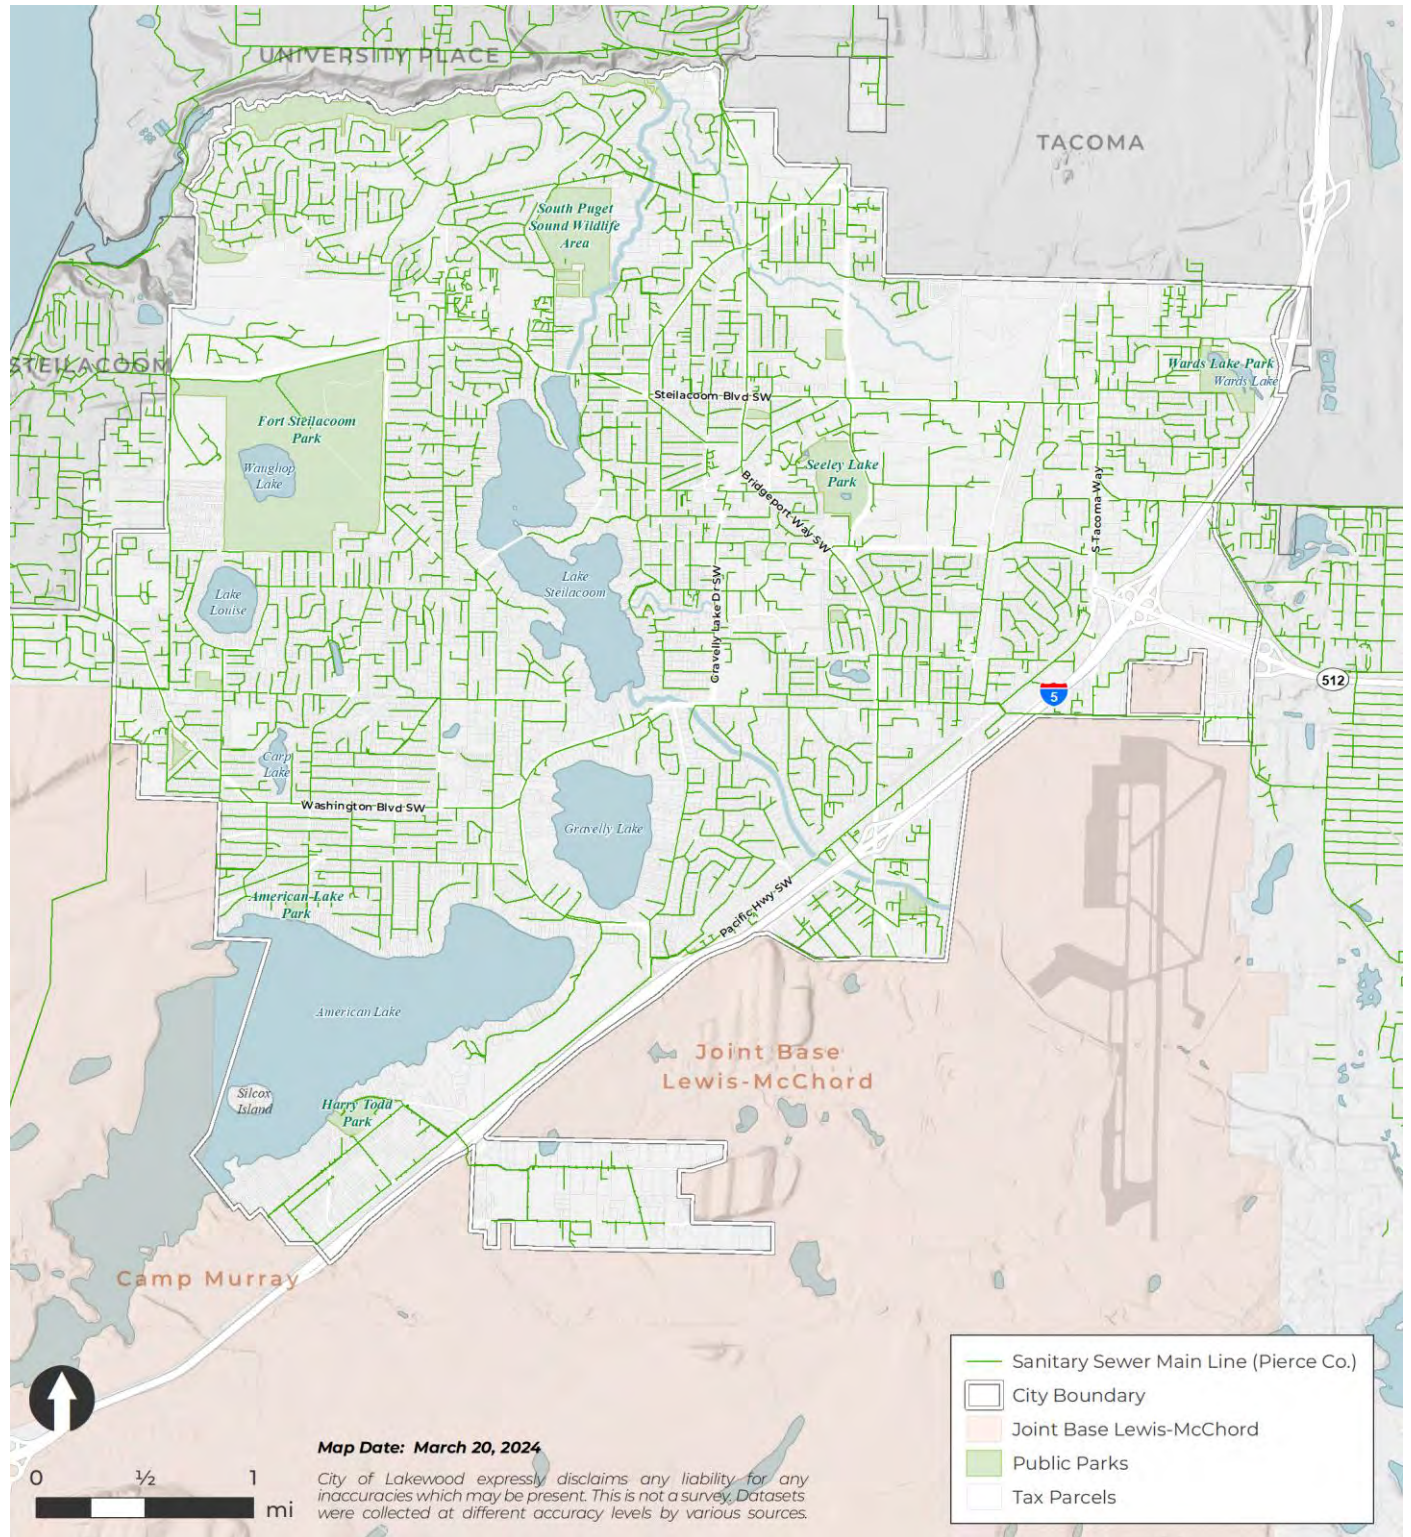 UNIVERSITY PLACE
TACOMA
South Puget
Sound Wildlife
Area
STEILACOOM
Wards Lake Park
Wards Lake
Steilacoom Blvd SW
Fort Steilacoom
Park
Waughop
Lake
Seeley Lake
Park
Bridgeport Way SW
S Tacoma Way
Lake
Steilacoom
Lake
Louise
Gravelly Lake Dr SW
512
5
Carp
Lake
Washington Blvd SW
Gravelly Lake
American Lake
Park
Pacific Hwy SW
American Lake
Joint Base
Lewis-McChord
Silcox
Island
Harry Todd
Park
Camp Murray
Sanitary Sewer Main Line (Pierce Co.)
City Boundary
Joint Base Lewis-McChord
Public Parks
Tax Parcels
Map Date: March 20, 2024
City of Lakewood expressly disclaims any liability for any
inaccuracies which may be present. This is not a survey. Datasets
were collected at different accuracy levels by various sources.
0 ½ 1
mi